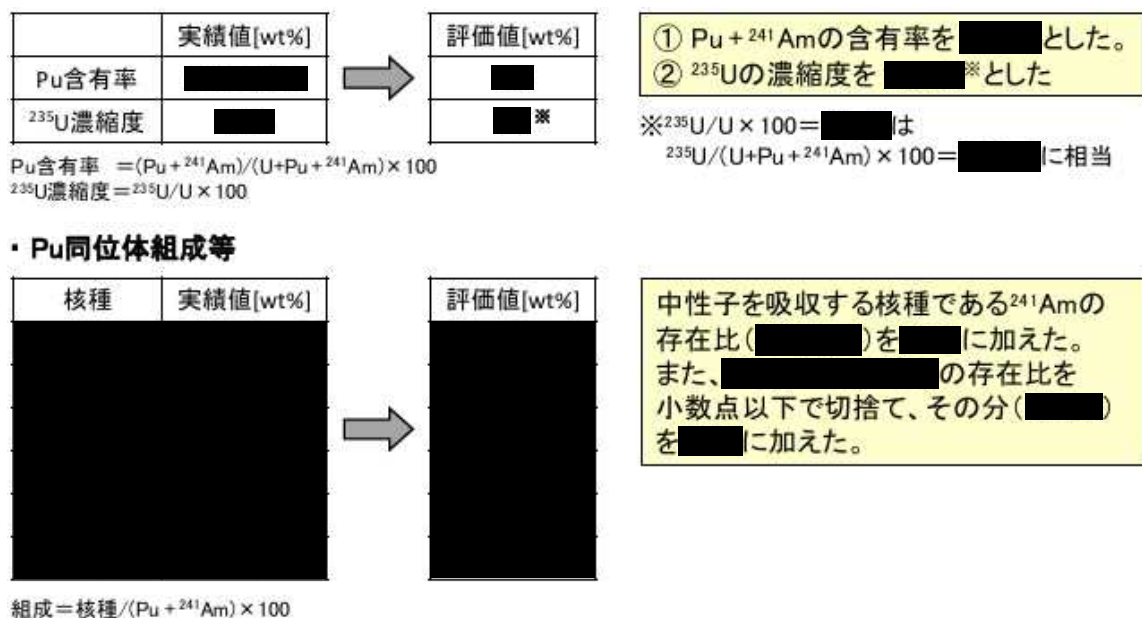 実績値[wt%]
評価値[wt%]
Pu含有率
²³⁵U濃縮度
※
Pu含有率 =(Pu+²⁴¹Am)/(U+Pu+²⁴¹Am)×100
²³⁵U濃縮度=²³⁵U/U×100
① Pu+²⁴¹Amの含有率を とした。
② ²³⁵Uの濃縮度を ※とした
※²³⁵U/U×100= は
²³⁵U/(U+Pu+²⁴¹Am)×100= に相当
・Pu同位体組成等
核種 実績値[wt%]
評価値[wt%]
中性子を吸収する核種である²⁴¹Amの
存在比( )を に加えた。
また、 の存在比を
小数点以下で切捨て、その分( )
を に加えた。
組成=核種/(Pu+²⁴¹Am)×100